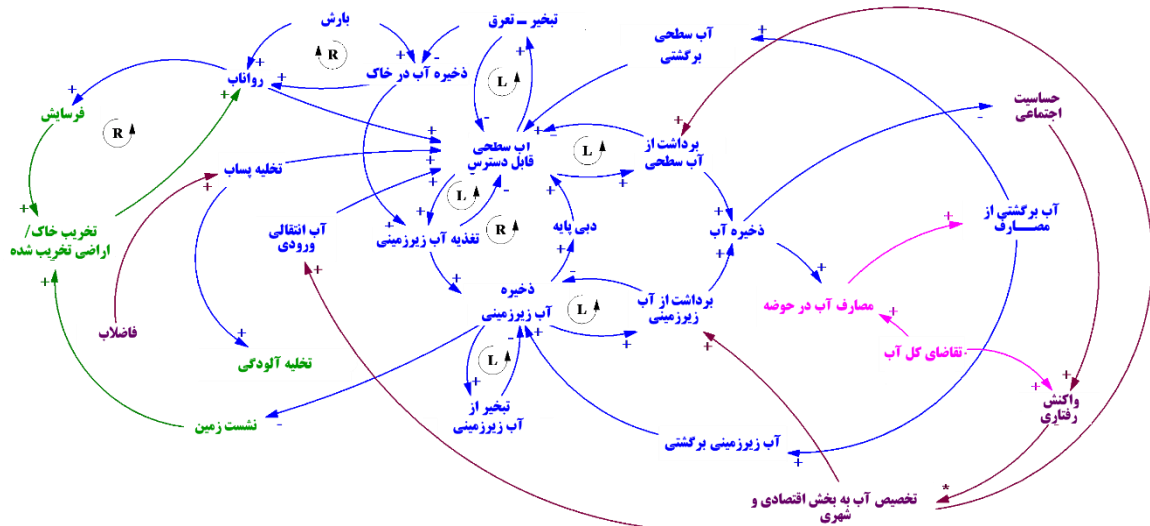 بارش
تبخیر ــ تعرق
آب سطحی
برگشتی
R
رواناب
ذخیره آب در خاک
L
حساسیت
اجتماعی
فرسایش
R
آب سطحی
قابل دسترس
L
برداشت از
آب سطحی
تخلیه پساب
L
آب برگشتی از
مصــــارف
تخریب خاک/
اراضی تخریب شده
آب انتقالی
ورودی
تغذیه آب زیرزمینی
R
دبی پایه
ذخیره آب
ذخیره
آب زیرزمینی
L
برداشت از آب
زیرزمینی
مصارف آب در حوضه
فاضلاب
تخلیه آلودگی
L
تقاضای کل آب
تبخیر از
آب زیرزمینی
واکنش
رفتاری
نشست زمین
آب زیرزمینی برگشتی
تخصیص آب به بخش اقتصادی و
شهری